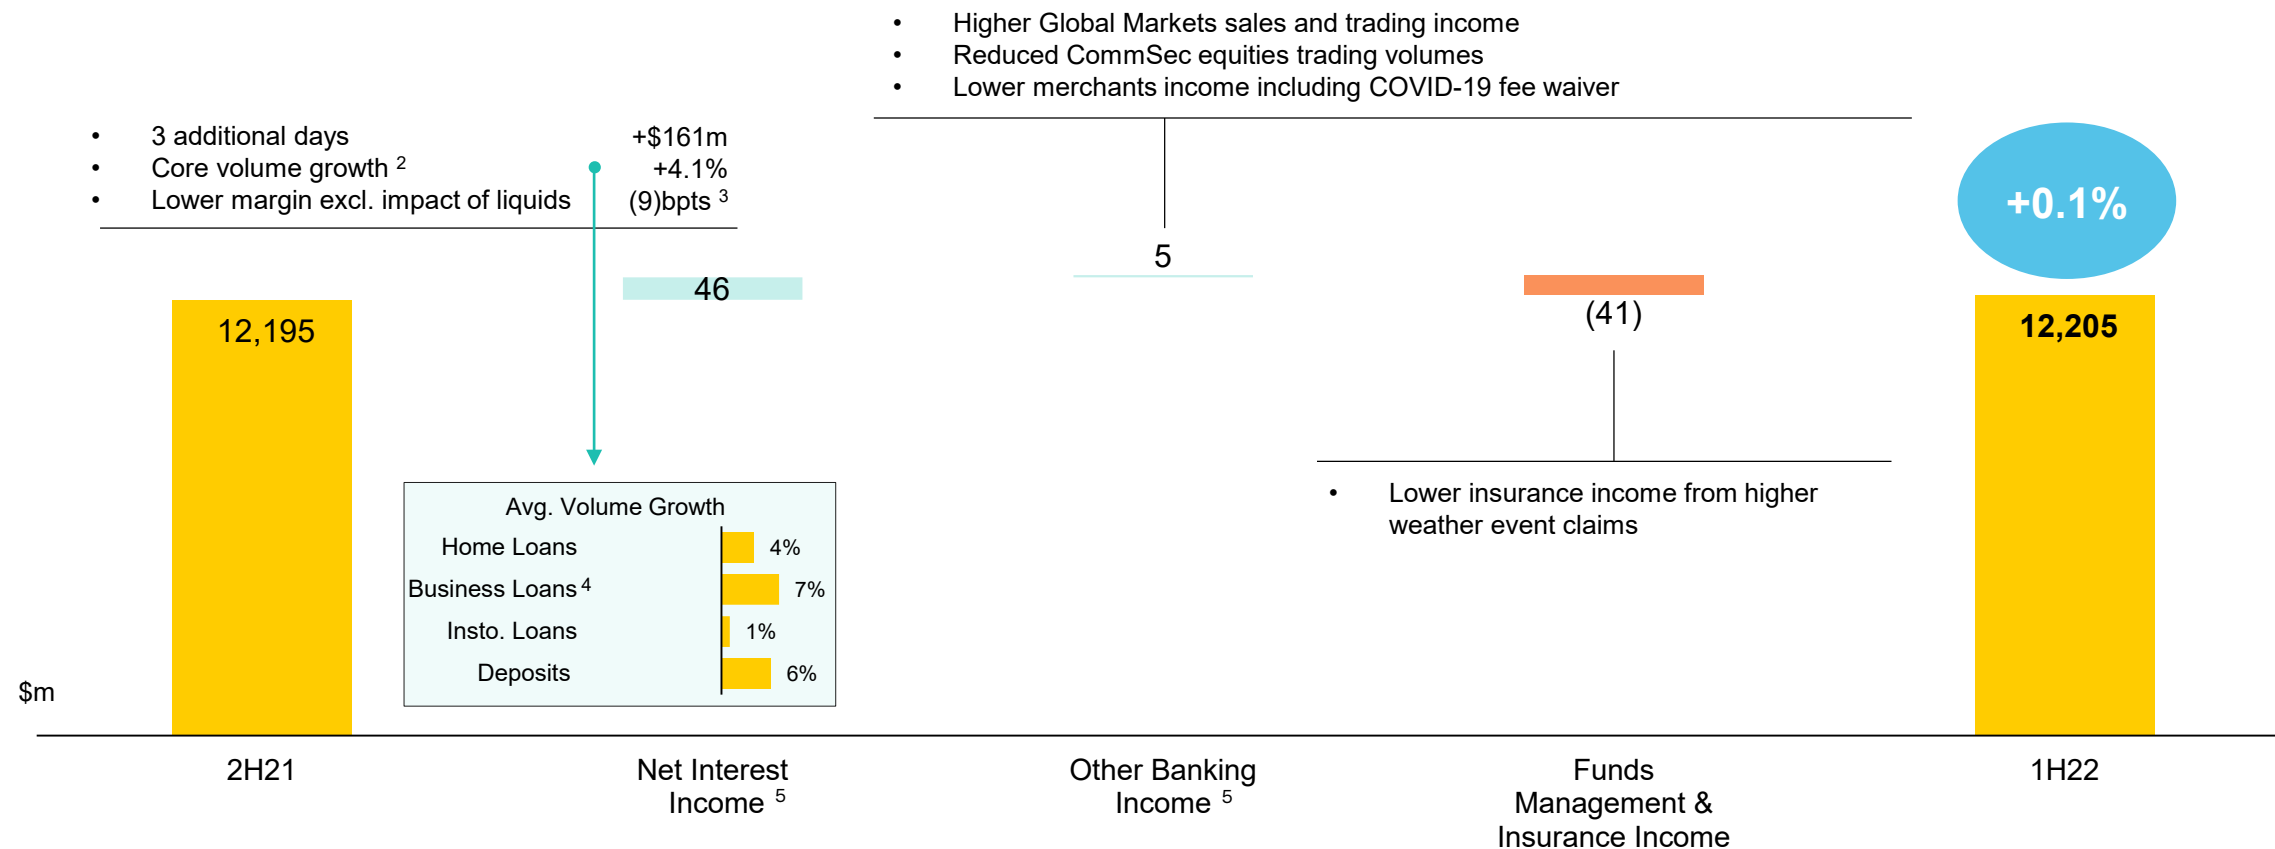 • Higher Global Markets sales and trading income
• Reduced CommSec equities trading volumes
• Lower merchants income including COVID-19 fee waiver
• 3 additional days +$161m
• Core volume growth 2 +4.1%
• Lower margin excl. impact of liquids (9)bpts 3
+0.1%
5
46
(41)
12,195
12,205
Avg. Volume Growth
Home Loans 4%
Business Loans 4 7%
Insto. Loans 1%
Deposits 6%
• Lower insurance income from higher
weather event claims
$m
2H21
Net Interest
Income 5
Other Banking
Income 5
Funds
Management &
Insurance Income
1H22